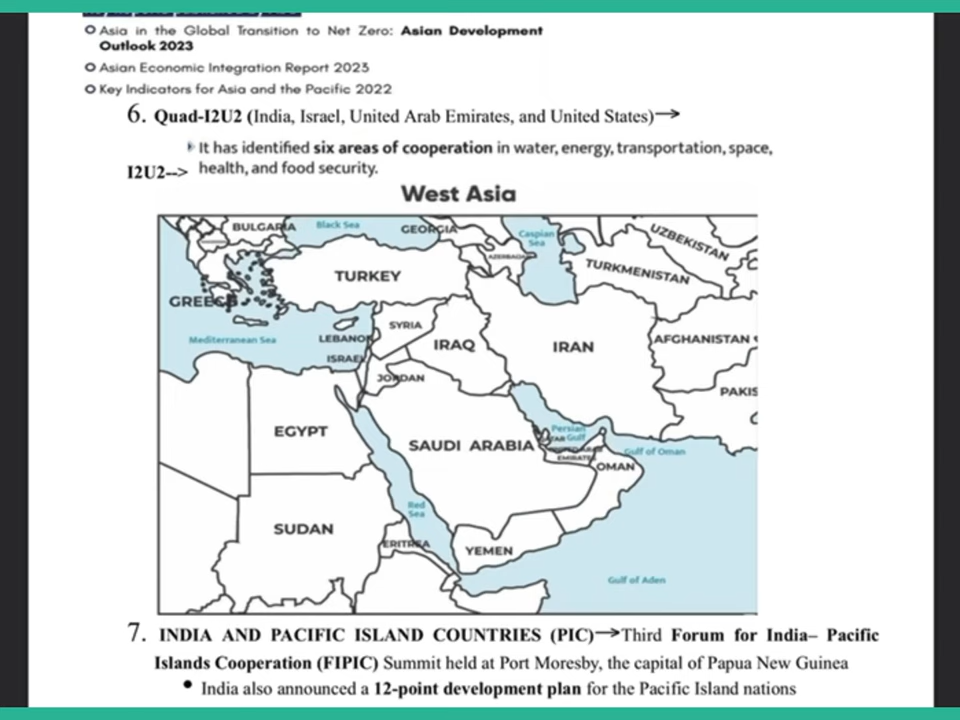 Asia in the Global Transition to Net Zero: Asian Development
Outlook 2023
Asian Economic Integration Report 2023
Key Indicators for Asia and the Pacific 2022
6. Quad-I2U2 (India, Israel, United Arab Emirates, and United States)→
It has identified six areas of cooperation in water, energy, transportation, space,
I2U2--> health, and food security.
West Asia
BULGARIA
Black Sea
GEORGIA
Caspian
Sea
UZBEKISTAN
AZERBAIJAN
TURKMENISTAN
TURKEY
GREECE
Mediterranean Sea
LEBANON
SYRIA
IRAQ
IRAN
AFGHANISTAN
ISRAEL
JORDAN
PAKIS
EGYPT
SAUDI ARABIA
Persian
Gulf
EMIRATES
Gulf of Oman
OMAN
Red
Sea
SUDAN
ERITREA
YEMEN
Gulf of Aden
7. INDIA AND PACIFIC ISLAND COUNTRIES (PIC)→Third Forum for India– Pacific
Islands Cooperation (FIPIC) Summit held at Port Moresby, the capital of Papua New Guinea
• India also announced a 12-point development plan for the Pacific Island nations